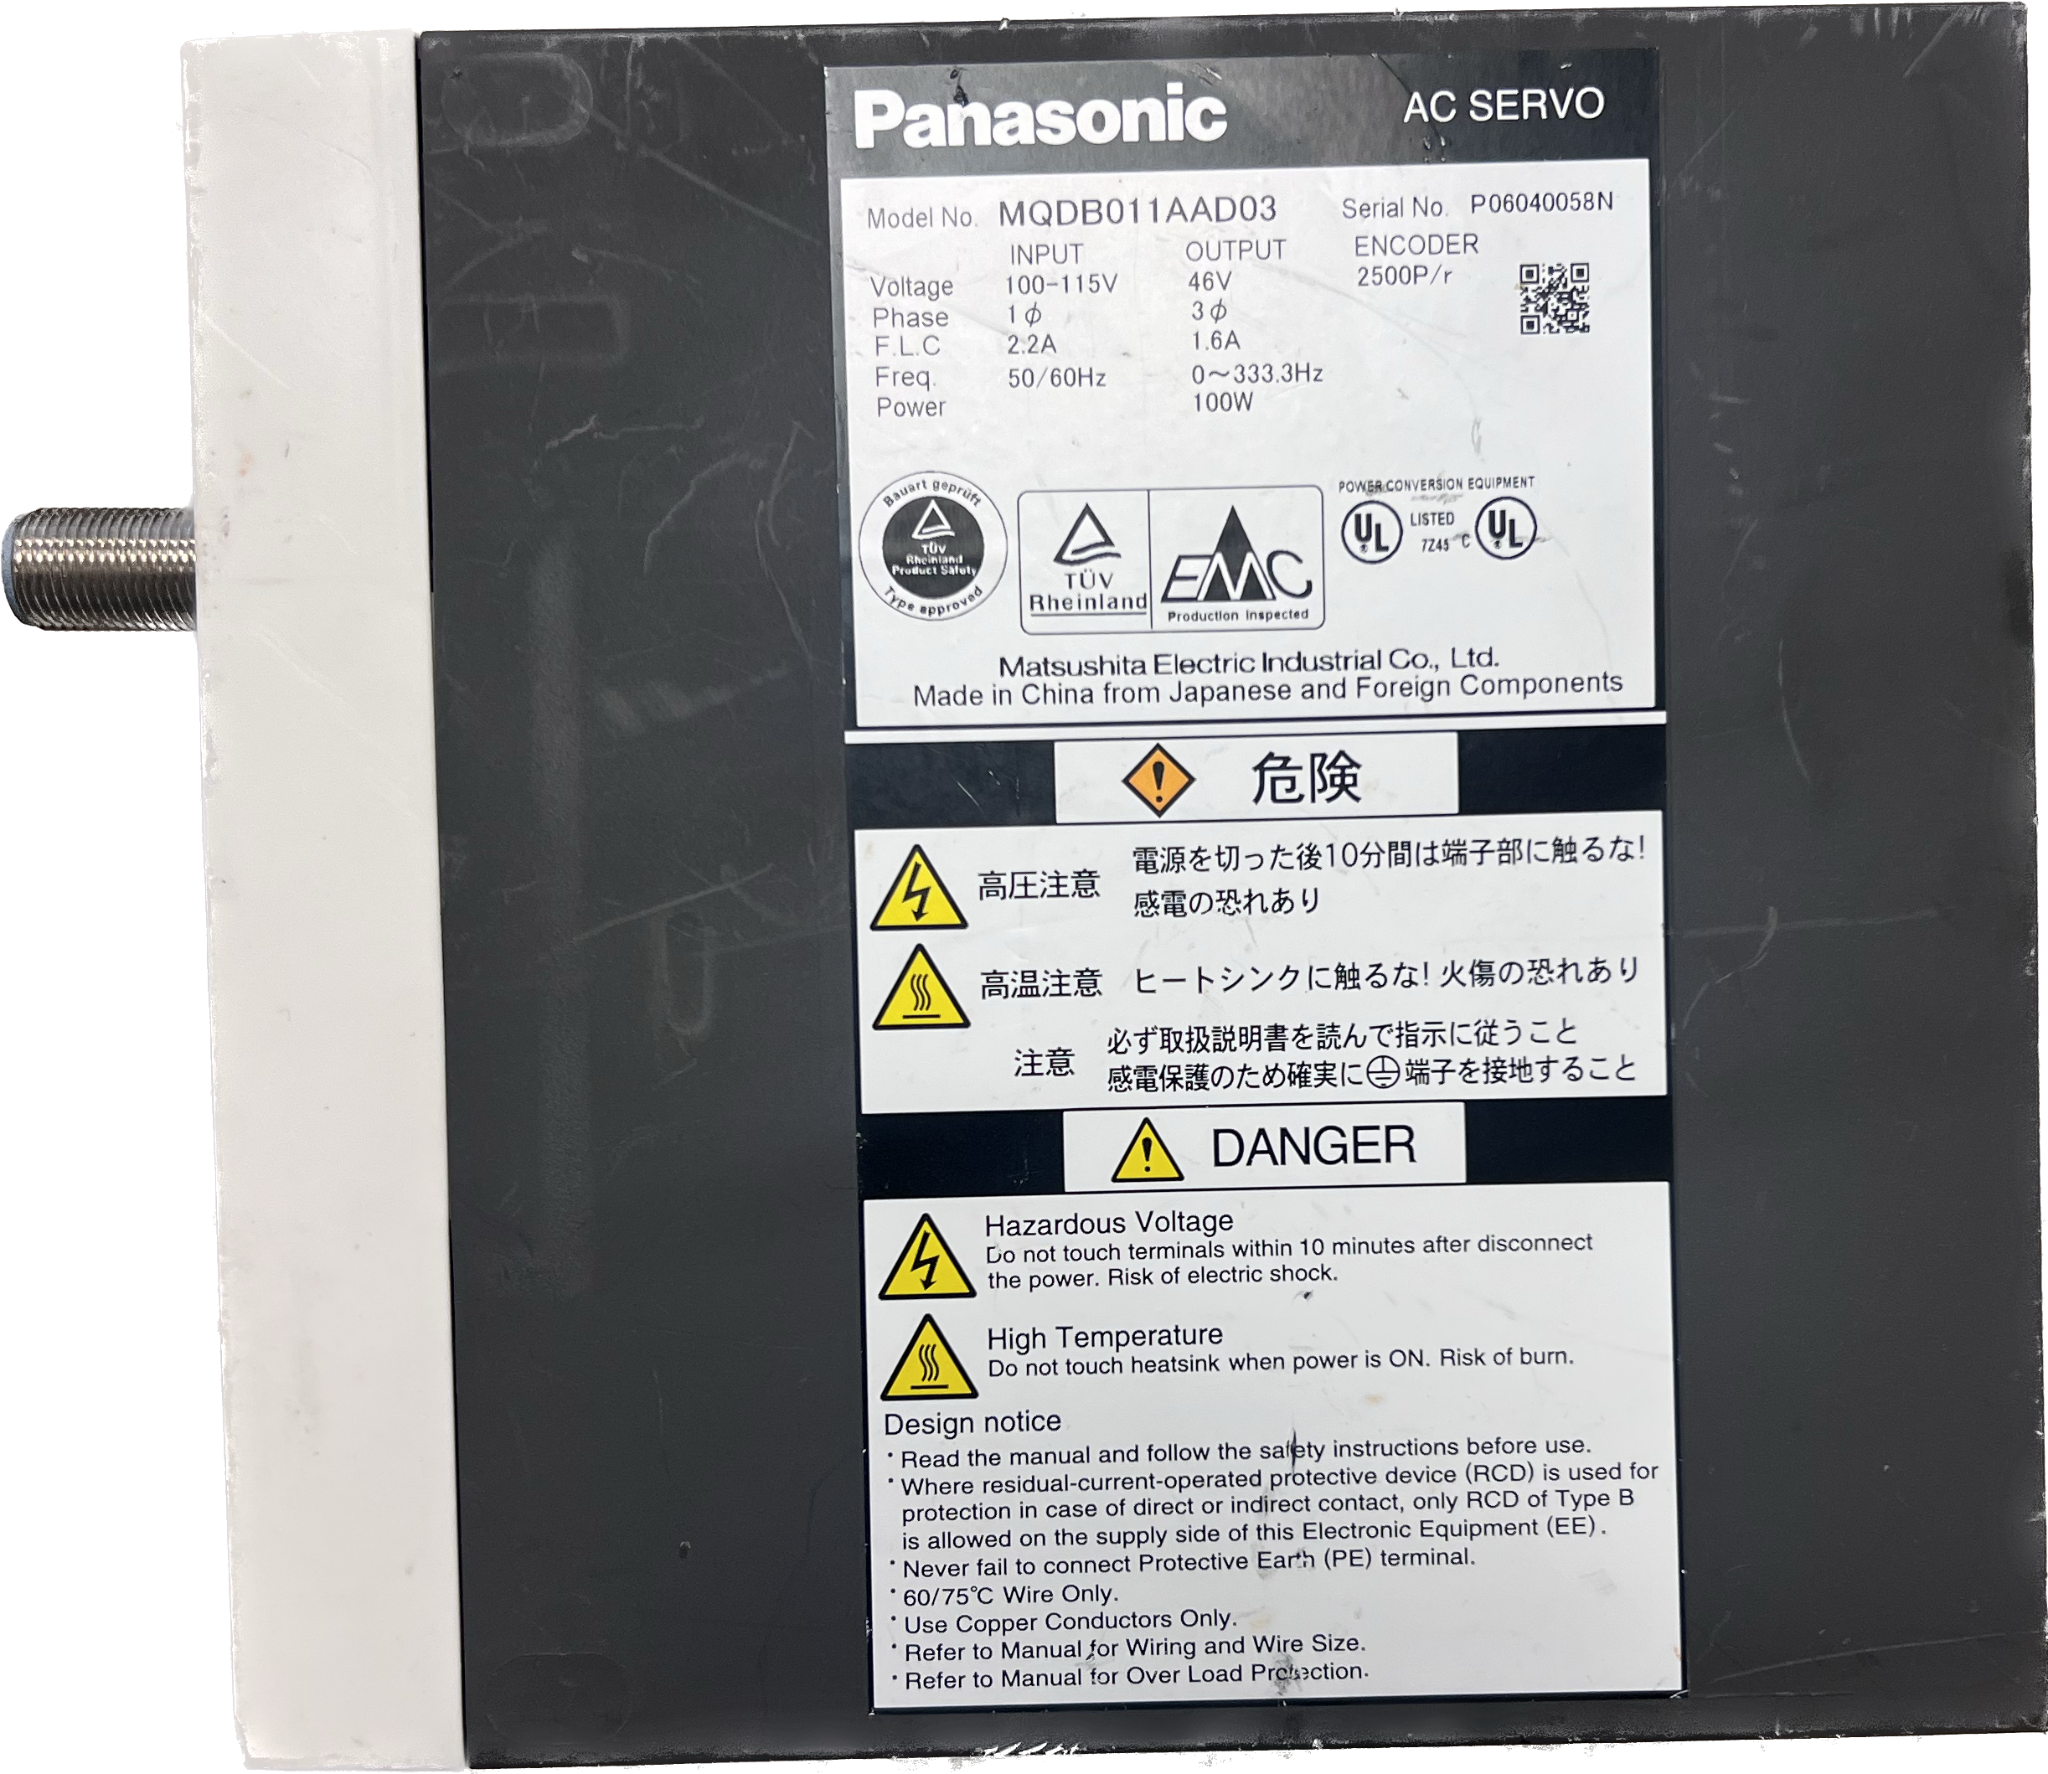 Panasonic AC SERVO
Model No. MQDB011AAD03 Serial No. P06040058N
INPUT OUTPUT ENCODER
Voltage 100-115V 46V 2500P/r
Phase 1ϕ 3ϕ
F.L.C 2.2A 1.6A
Freq. 50/60Hz 0~333.3Hz
Power 100W
Bauart geprüft
TÜV
Rheinland
Product Safety
Type approved
TÜV
Rheinland
EMC
Production Inspected
POWER CONVERSION EQUIPMENT
UL LISTED 7Z45 C UL
Matsushita Electric Industrial Co., Ltd.
Made in China from Japanese and Foreign Components
危険
高圧注意 電源を切った後10分間は端子部に触るな!
感電の恐れあり
高温注意 ヒートシンクに触るな! 火傷の恐れあり
注意 必ず取扱説明書を読んで指示に従うこと
感電保護のため確実に⏚端子を接地すること
DANGER
Hazardous Voltage
Do not touch terminals within 10 minutes after disconnect
the power. Risk of electric shock.
High Temperature
Do not touch heatsink when power is ON. Risk of burn.
Design notice
・Read the manual and follow the safety instructions before use.
・Where residual-current-operated protective device (RCD) is used for
protection in case of direct or indirect contact, only RCD of Type B
is allowed on the supply side of this Electronic Equipment (EE).
・Never fail to connect Protective Earth (PE) terminal.
・60/75℃ Wire Only.
・Use Copper Conductors Only.
・Refer to Manual for Wiring and Wire Size.
・Refer to Manual for Over Load Protection.